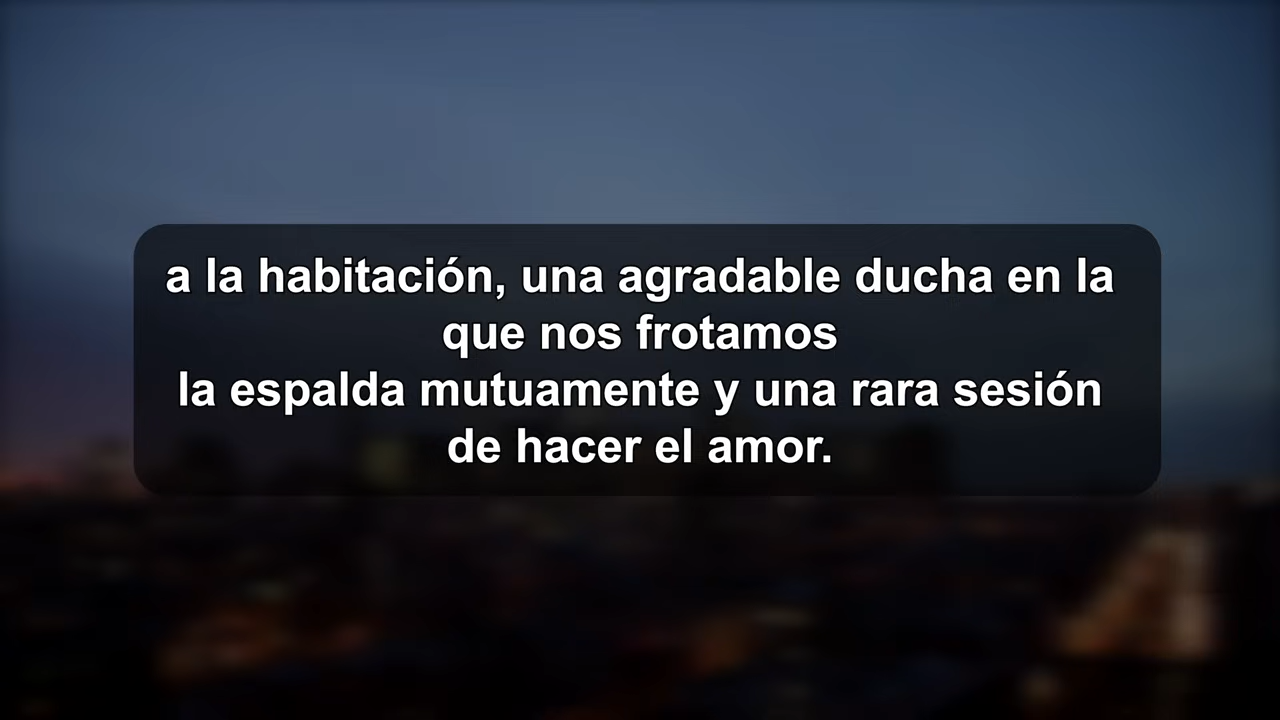 a la habitación, una agradable ducha en la
que nos frotamos
la espalda mutuamente y una rara sesión
de hacer el amor.